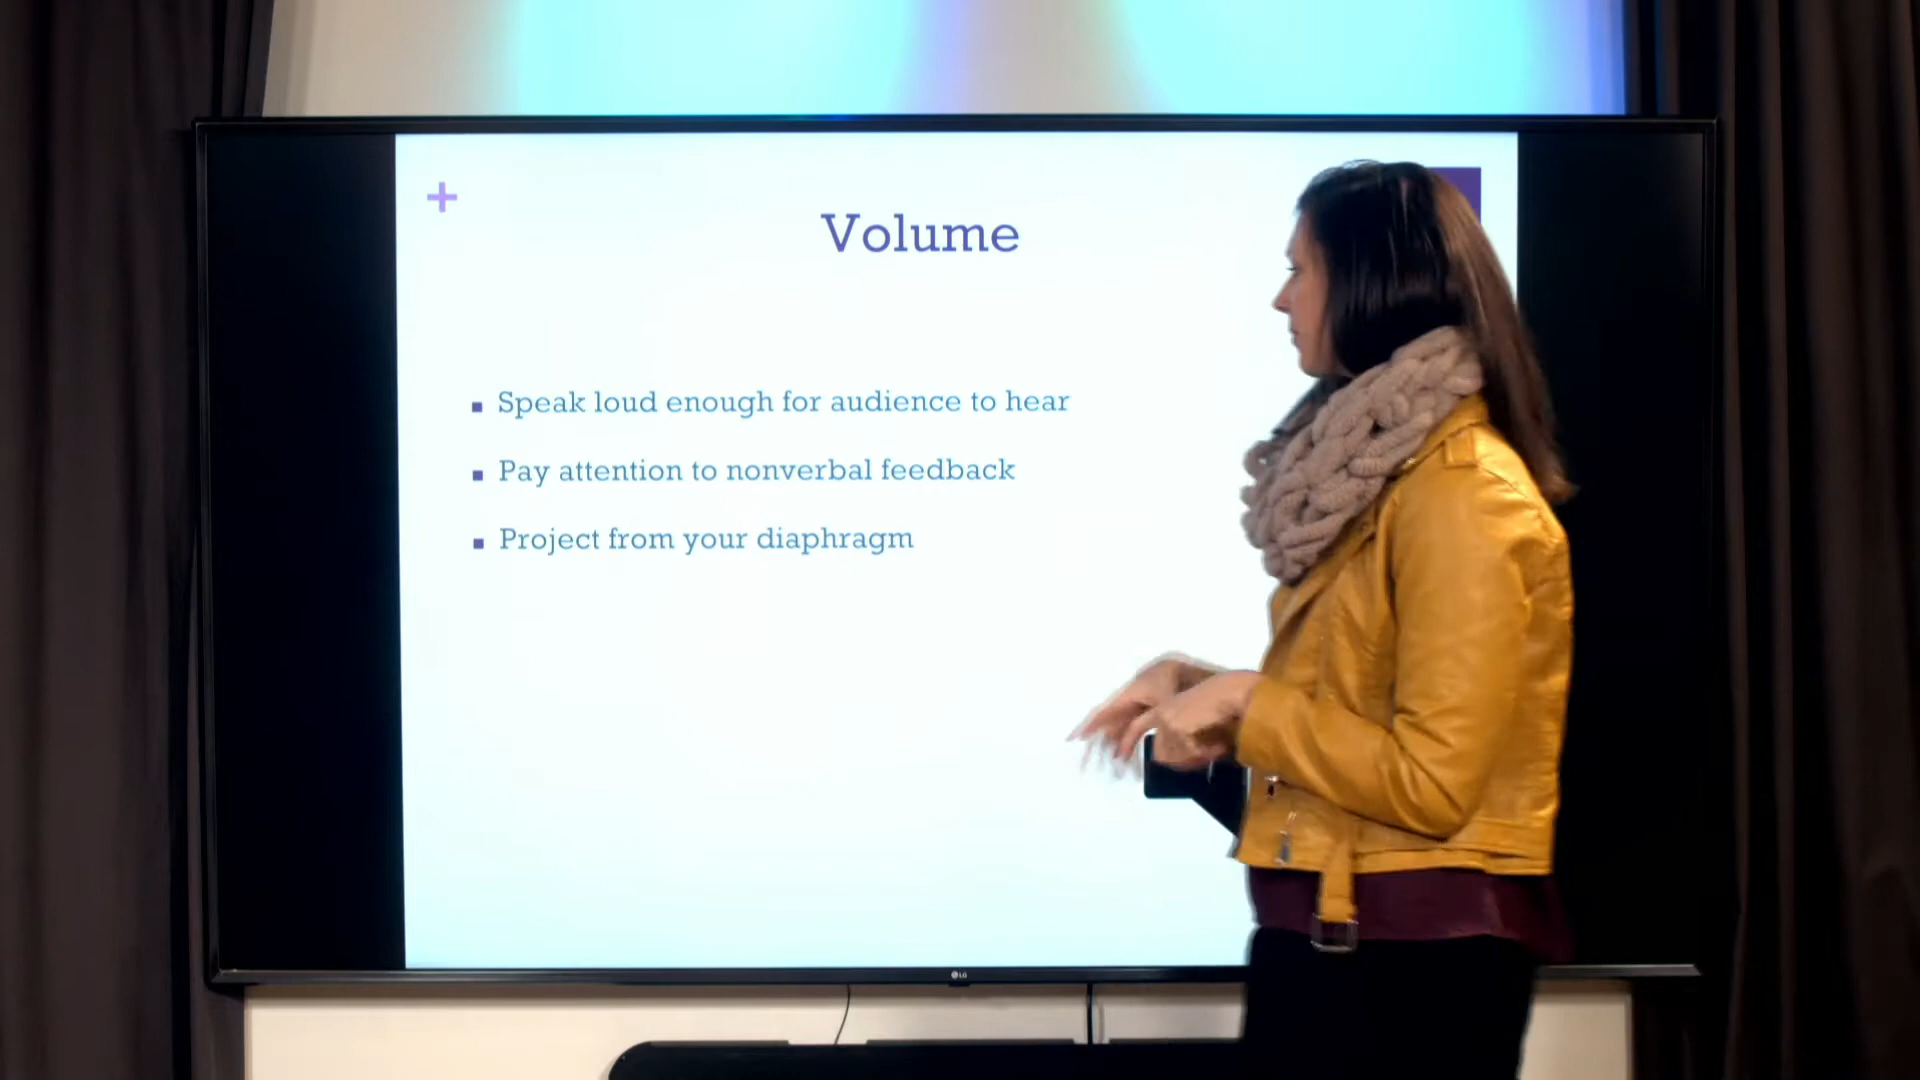 +
Volume
▪ Speak loud enough for audience to hear
▪ Pay attention to nonverbal feedback
▪ Project from your diaphragm
LG